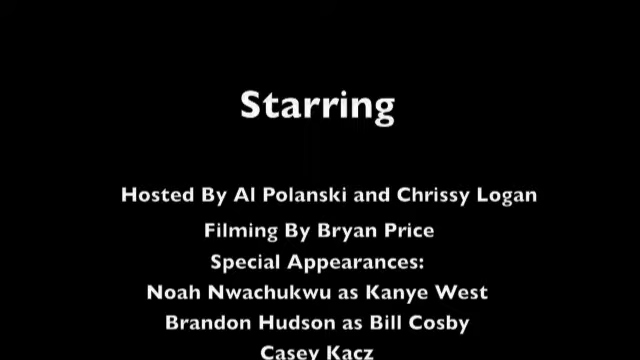 Starring
Hosted By Al Polanski and Chrissy Logan
Filming By Bryan Price
Special Appearances:
Noah Nwachukwu as Kanye West
Brandon Hudson as Bill Cosby
Casey Kacz